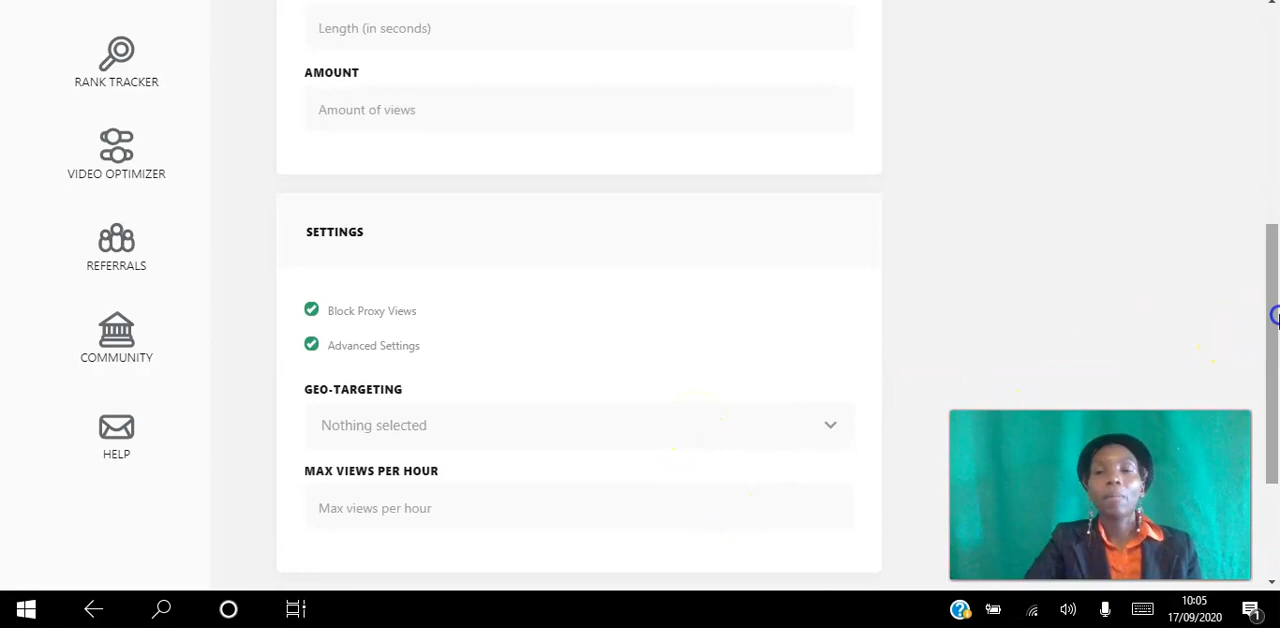 Length (in seconds)
AMOUNT
Amount of views
RANK TRACKER
VIDEO OPTIMIZER
REFERRALS
COMMUNITY
HELP
SETTINGS
Block Proxy Views
Advanced Settings
GEO-TARGETING
Nothing selected
MAX VIEWS PER HOUR
Max views per hour
10:05
17/09/2020
1